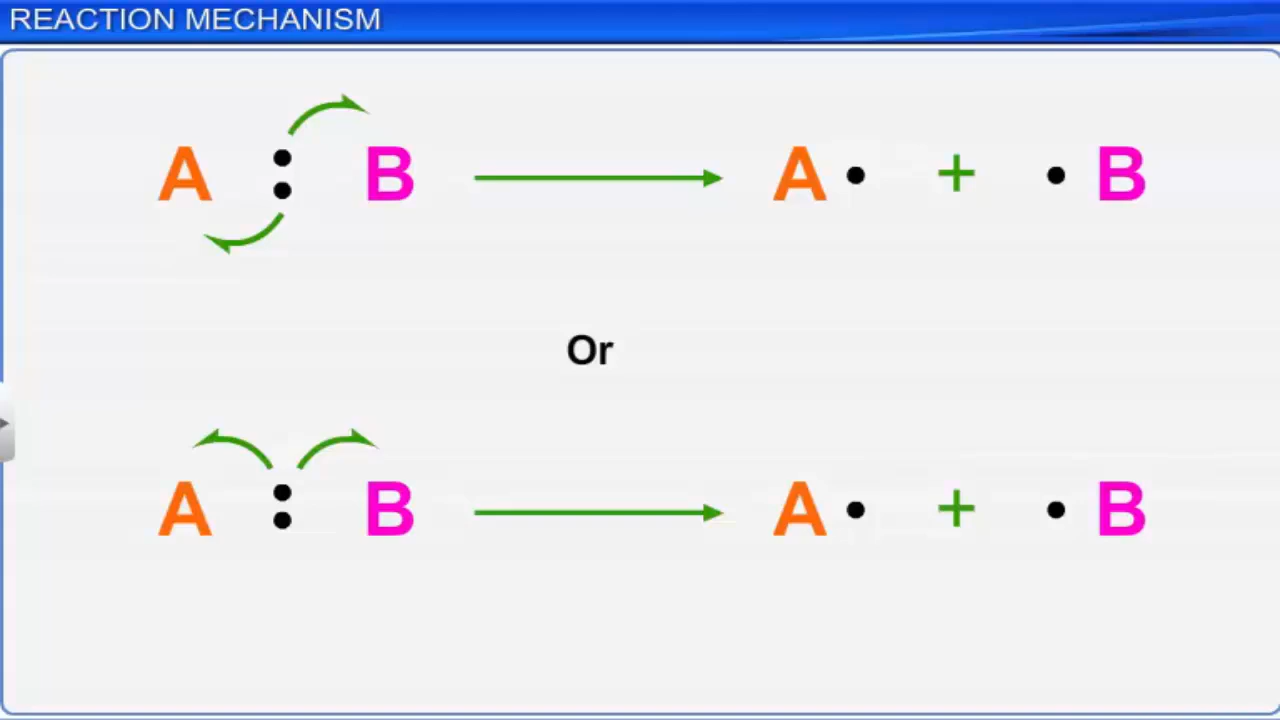 REACTION MECHANISM
A : B → A • + • B
Or
A : B → A • + • B